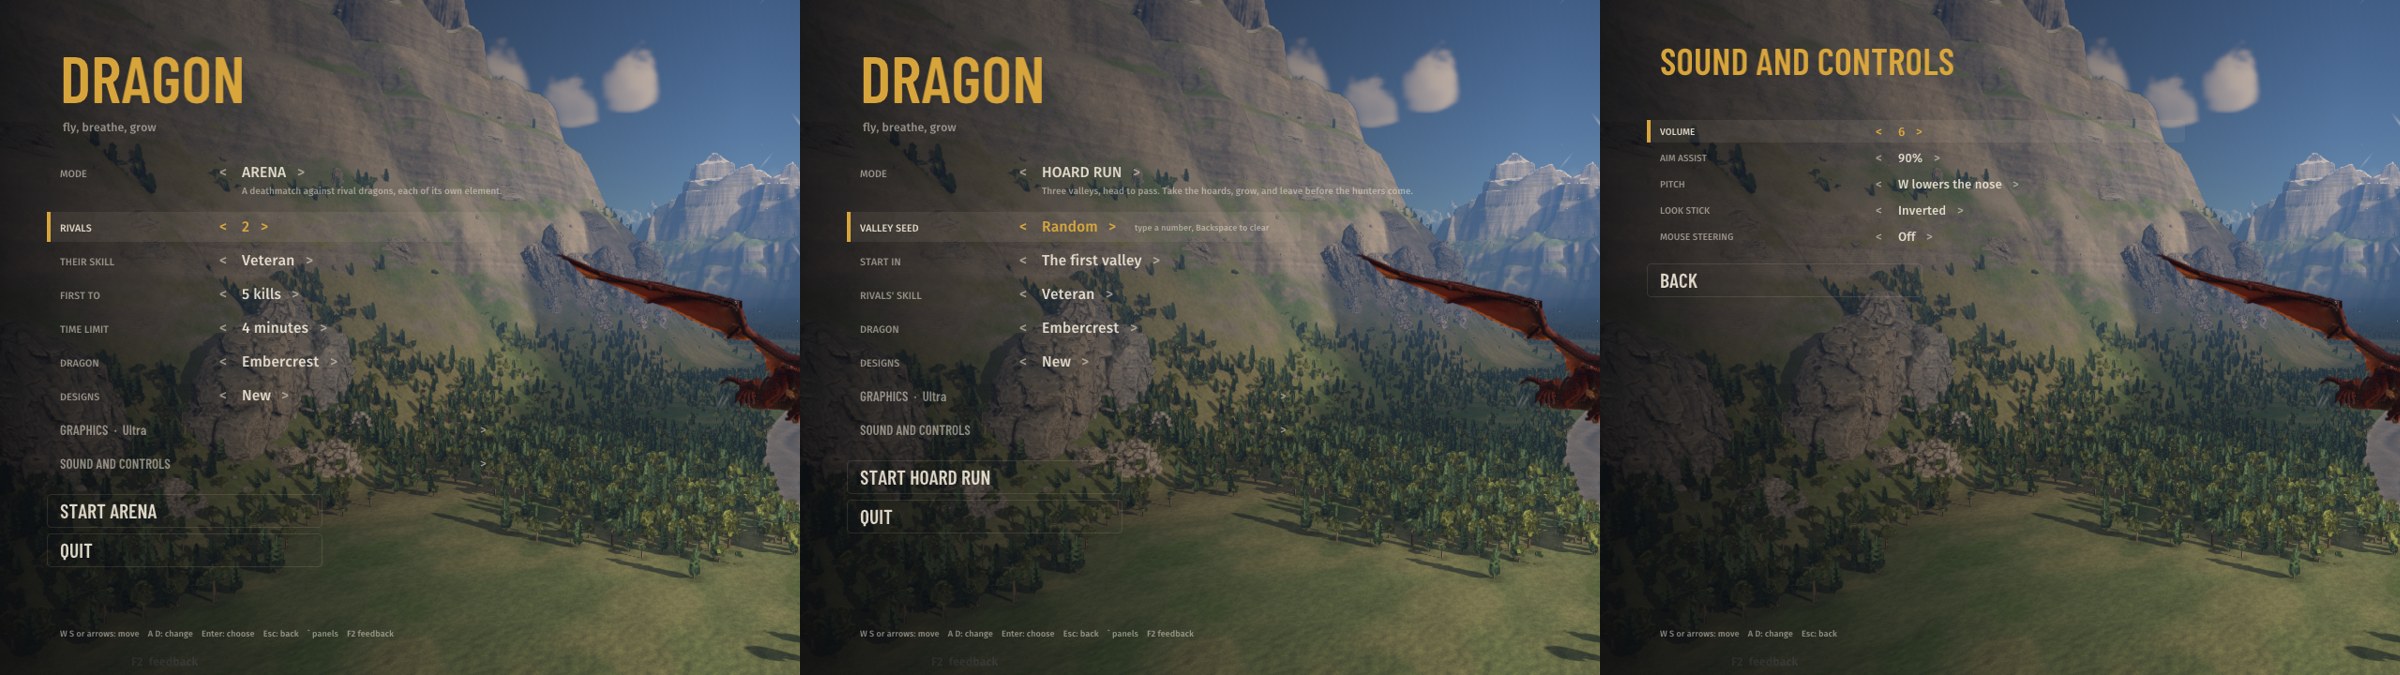 DRAGON
fly, breathe, grow
MODE < ARENA >
A deathmatch against rival dragons, each of its own element.
RIVALS < 2 >
THEIR SKILL < Veteran >
FIRST TO < 5 kills >
TIME LIMIT < 4 minutes >
DRAGON < Embercrest >
DESIGNS < New >
GRAPHICS · Ultra >
SOUND AND CONTROLS >
START ARENA
QUIT
W S or arrows: move A D: change Enter: choose Esc: back ` panels F2 feedback
F2 feedback
DRAGON
fly, breathe, grow
MODE < HOARD RUN >
Three valleys, head to pass. Take the hoards, grow, and leave before the hunters come.
VALLEY SEED < Random > type a number, Backspace to clear
START IN < The first valley >
RIVALS' SKILL < Veteran >
DRAGON < Embercrest >
DESIGNS < New >
GRAPHICS · Ultra >
SOUND AND CONTROLS >
START HOARD RUN
QUIT
W S or arrows: move A D: change Enter: choose Esc: back ` panels F2 feedback
F2 feedback
SOUND AND CONTROLS
VOLUME < 6 >
AIM ASSIST < 90% >
PITCH < W lowers the nose >
LOOK STICK < Inverted >
MOUSE STEERING < Off >
BACK
W S or arrows: move A D: change Esc: back
F2 feedback